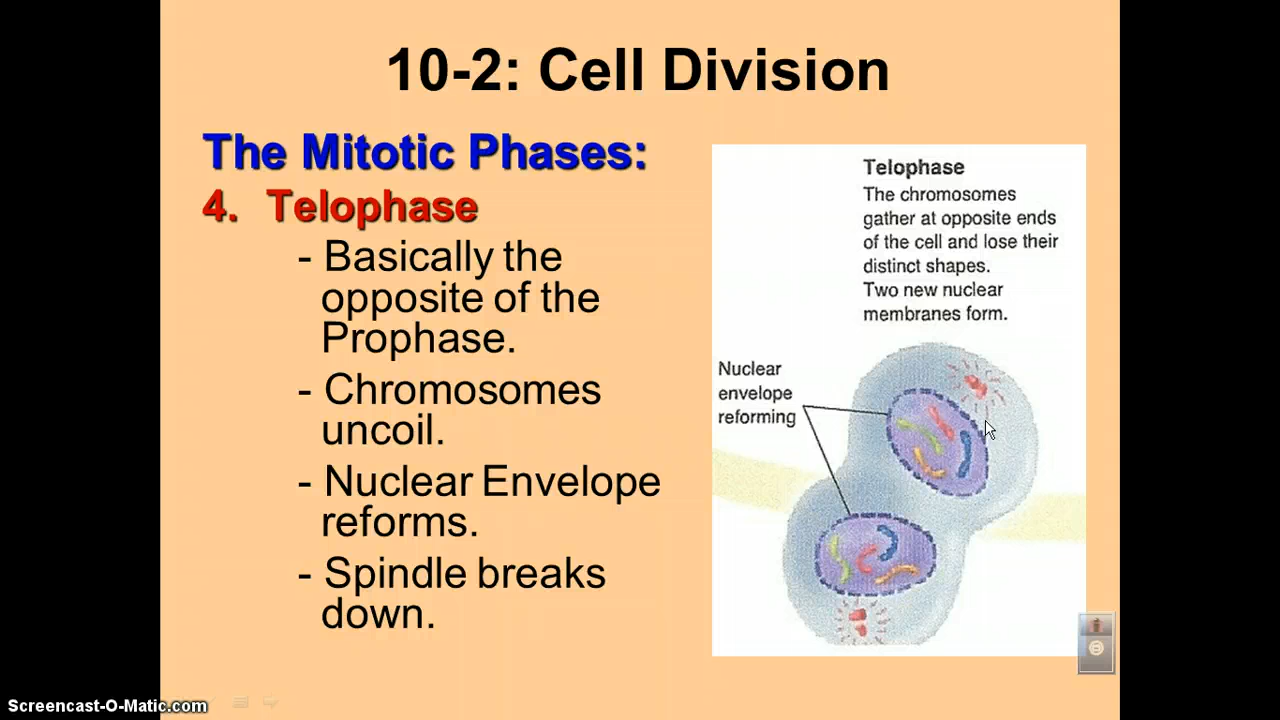 10-2: Cell Division
The Mitotic Phases:
4. Telophase
- Basically the
opposite of the
Prophase.
- Chromosomes
uncoil.
- Nuclear Envelope
reforms.
- Spindle breaks
down.
Telophase
The chromosomes
gather at opposite ends
of the cell and lose their
distinct shapes.
Two new nuclear
membranes form.
Nuclear
envelope
reforming
Screencast-O-Matic.com